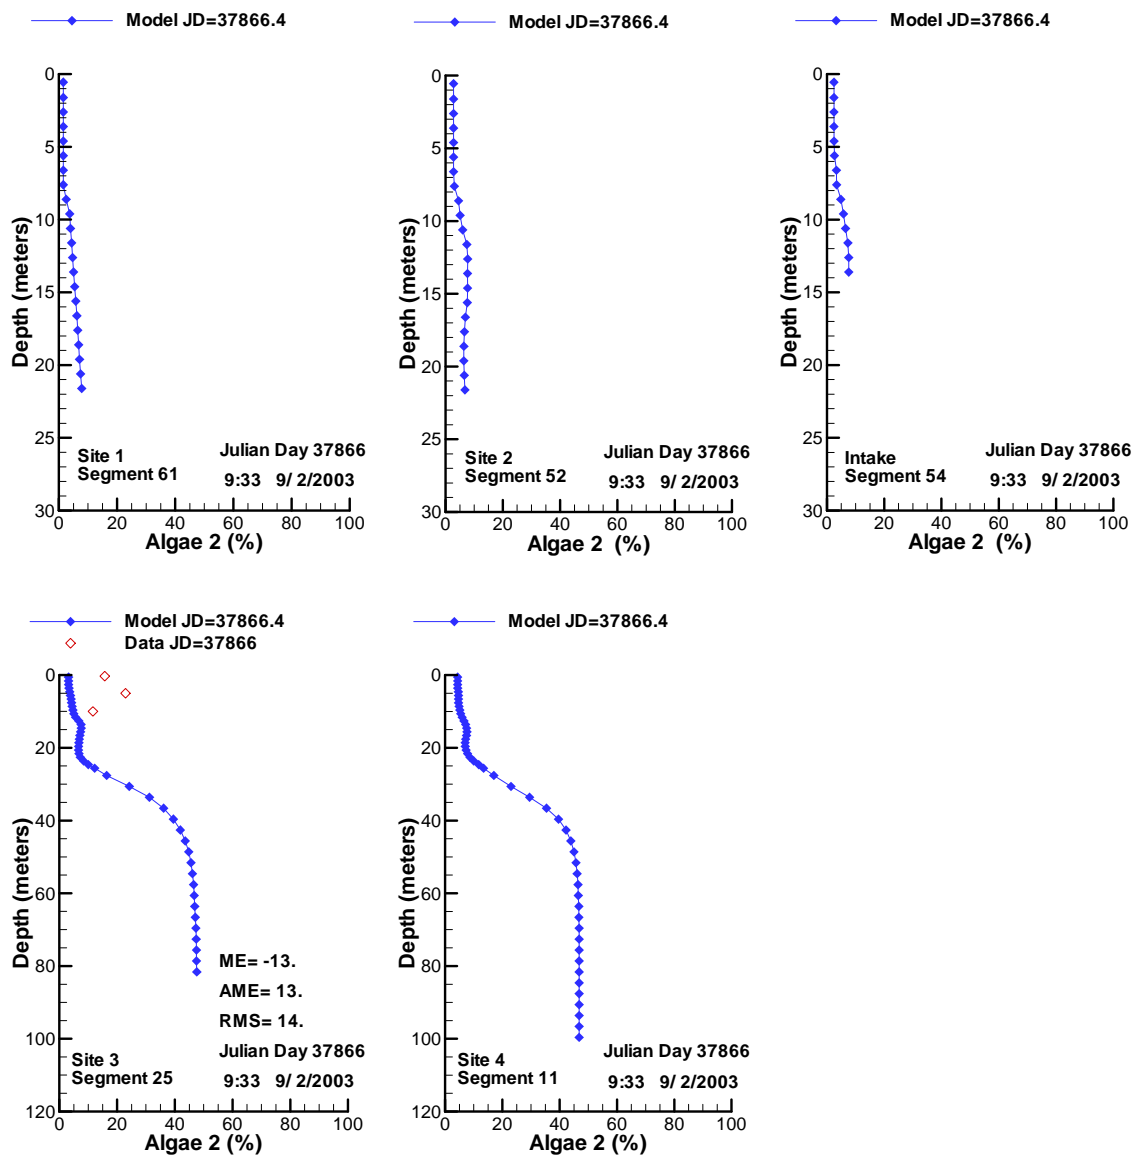 Model JD=37866.4
0
5
10
15
20
25
30
Depth (meters)
Site 1
Segment 61
Julian Day 37866
9:33 9/ 2/2003
0 20 40 60 80 100
Algae 2 (%)
Model JD=37866.4
0
5
10
15
20
25
30
Depth (meters)
Site 2
Segment 52
Julian Day 37866
9:33 9/ 2/2003
0 20 40 60 80 100
Algae 2 (%)
Model JD=37866.4
0
5
10
15
20
25
30
Depth (meters)
Intake
Segment 54
Julian Day 37866
9:33 9/ 2/2003
0 20 40 60 80 100
Algae 2 (%)
Model JD=37866.4
Data JD=37866
0
20
40
60
80
100
120
Depth (meters)
ME= -13.
AME= 13.
RMS= 14.
Site 3
Segment 25
Julian Day 37866
9:33 9/ 2/2003
0 20 40 60 80 100
Algae 2 (%)
Model JD=37866.4
0
20
40
60
80
100
120
Depth (meters)
Site 4
Segment 11
Julian Day 37866
9:33 9/ 2/2003
0 20 40 60 80 100
Algae 2 (%)